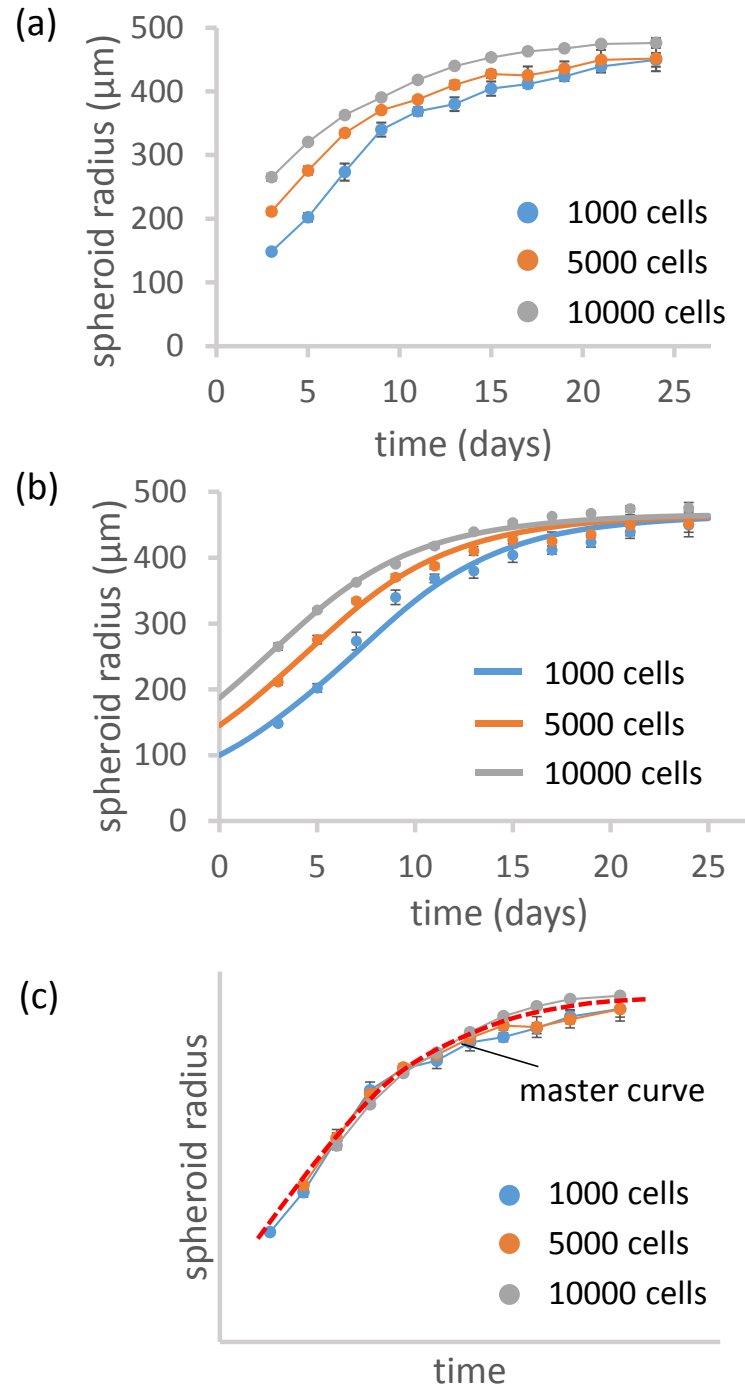 (a)
spheroid radius (µm)
500
400
300
200
100
0
0 5 10 15 20 25
time (days)
1000 cells
5000 cells
10000 cells
(b)
spheroid radius (µm)
500
400
300
200
100
0
0 5 10 15 20 25
time (days)
1000 cells
5000 cells
10000 cells
(c)
spheroid radius
master curve
1000 cells
5000 cells
10000 cells
time